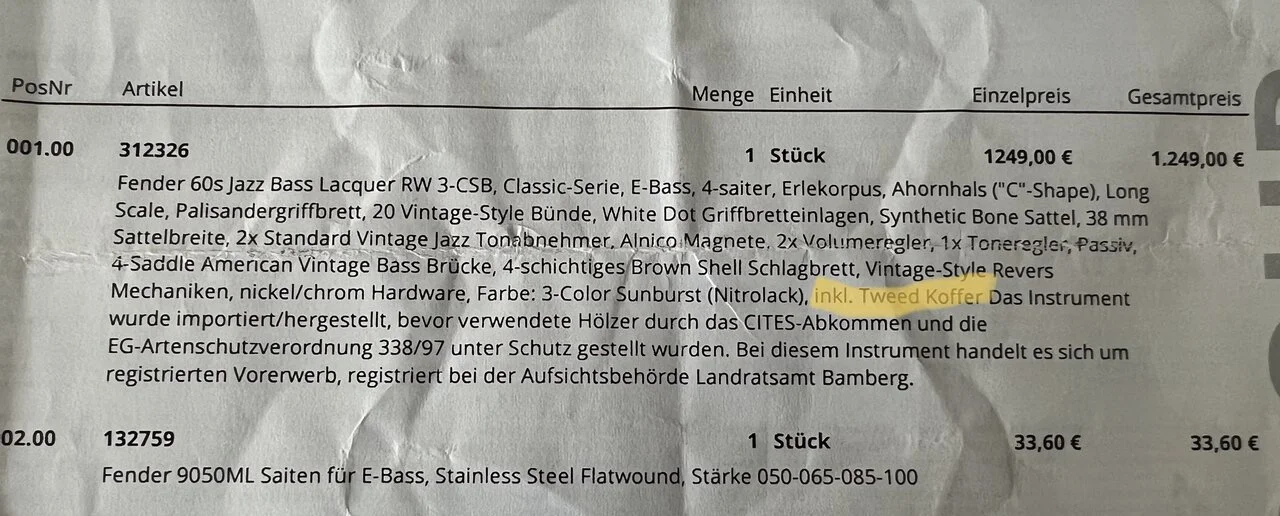 PosNr Artikel Menge Einheit Einzelpreis Gesamtpreis
001.00 312326 1 Stück 1249,00 € 1.249,00 €
Fender 60s Jazz Bass Lacquer RW 3-CSB, Classic-Serie, E-Bass, 4-saiter, Erlekorpus, Ahornhals ("C"-Shape), Long
Scale, Palisandergriffbrett, 20 Vintage-Style Bünde, White Dot Griffbretteinlagen, Synthetic Bone Sattel, 38 mm
Sattelbreite, 2x Standard Vintage Jazz Tonabnehmer, Alnico Magnete, 2x Volumeregler, 1x Toneregler, Passiv,
4-Saddle American Vintage Bass Brücke, 4-schichtiges Brown Shell Schlagbrett, Vintage-Style Revers
Mechaniken, nickel/chrom Hardware, Farbe: 3-Color Sunburst (Nitrolack), inkl. Tweed Koffer Das Instrument
wurde importiert/hergestellt, bevor verwendete Hölzer durch das CITES-Abkommen und die
EG-Artenschutzverordnung 338/97 unter Schutz gestellt wurden. Bei diesem Instrument handelt es sich um
registrierten Vorerwerb, registriert bei der Aufsichtsbehörde Landratsamt Bamberg.
02.00 132759 1 Stück 33,60 € 33,60 €
Fender 9050ML Saiten für E-Bass, Stainless Steel Flatwound, Stärke 050-065-085-100